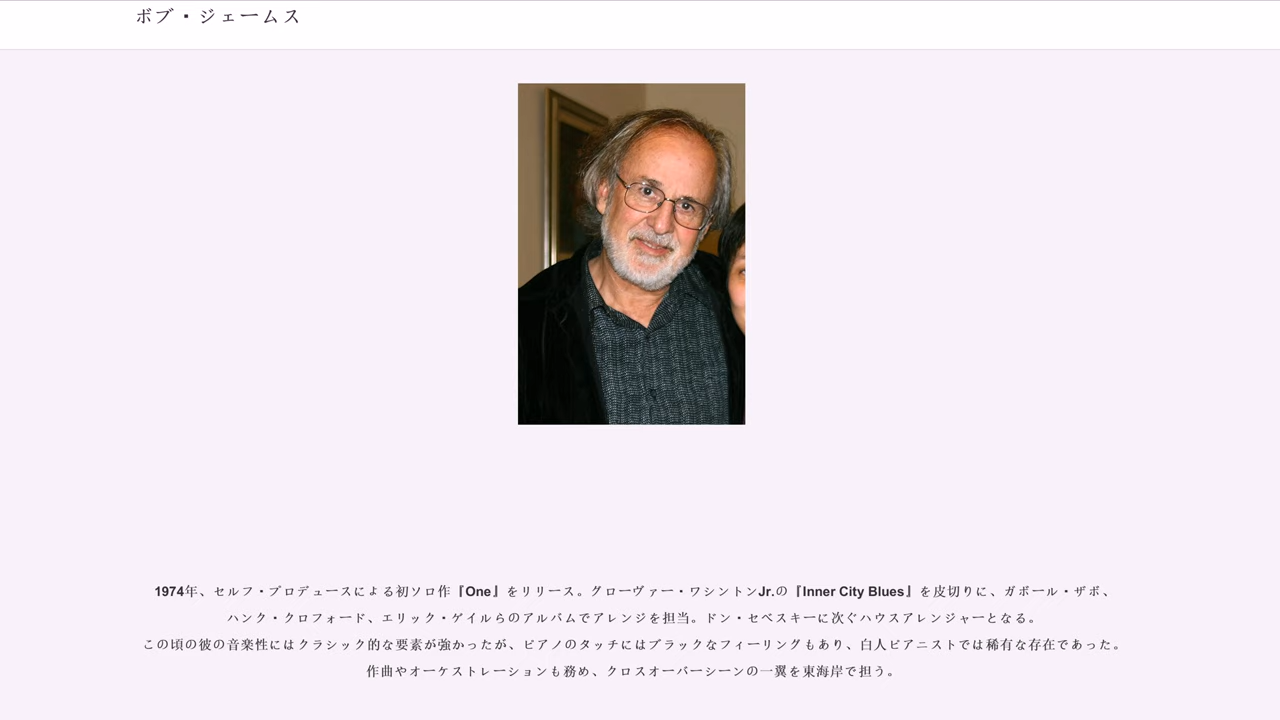 ボブ・ジェームス
1974年、セルフ・プロデュースによる初ソロ作『One』をリリース。グローヴァー・ワシントンJr.の『Inner City Blues』を皮切りに、ガボール・ザボ、
ハンク・クロフォード、エリック・ゲイルらのアルバムでアレンジを担当。ドン・セベスキーに次ぐハウスアレンジャーとなる。
この頃の彼の音楽性にはクラシック的な要素が強かったが、ピアノのタッチにはブラックなフィーリングもあり、白人ピアニストでは稀有な存在であった。
作曲やオーケストレーションも務め、クロスオーバーシーンの一翼を東海岸で担う。